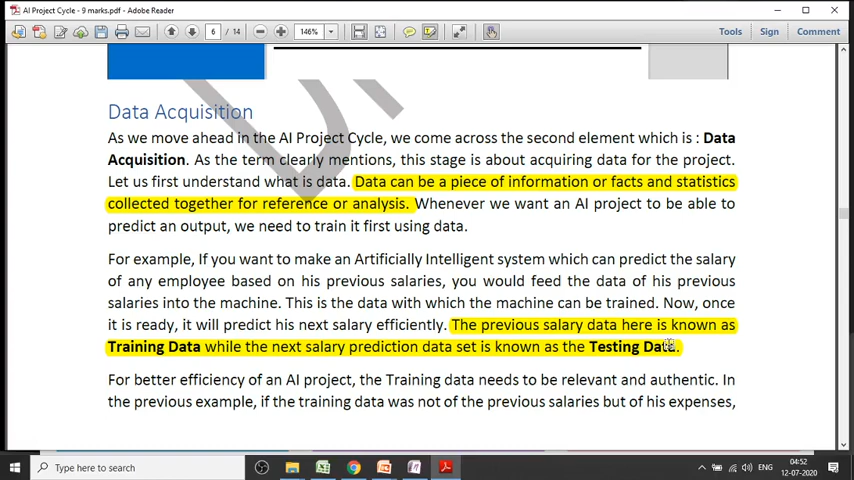 AI Project Cycle - 9 marks.pdf - Adobe Reader
6 / 14 146% Tools Sign Comment
Data Acquisition
As we move ahead in the AI Project Cycle, we come across the second element which is : Data
Acquisition. As the term clearly mentions, this stage is about acquiring data for the project.
Let us first understand what is data. Data can be a piece of information or facts and statistics
collected together for reference or analysis. Whenever we want an AI project to be able to
predict an output, we need to train it first using data.
For example, If you want to make an Artificially Intelligent system which can predict the salary
of any employee based on his previous salaries, you would feed the data of his previous
salaries into the machine. This is the data with which the machine can be trained. Now, once
it is ready, it will predict his next salary efficiently. The previous salary data here is known as
Training Data while the next salary prediction data set is known as the Testing Data.
For better efficiency of an AI project, the Training data needs to be relevant and authentic. In
the previous example, if the training data was not of the previous salaries but of his expenses,
Type here to search
ENG
04:52
12-07-2020